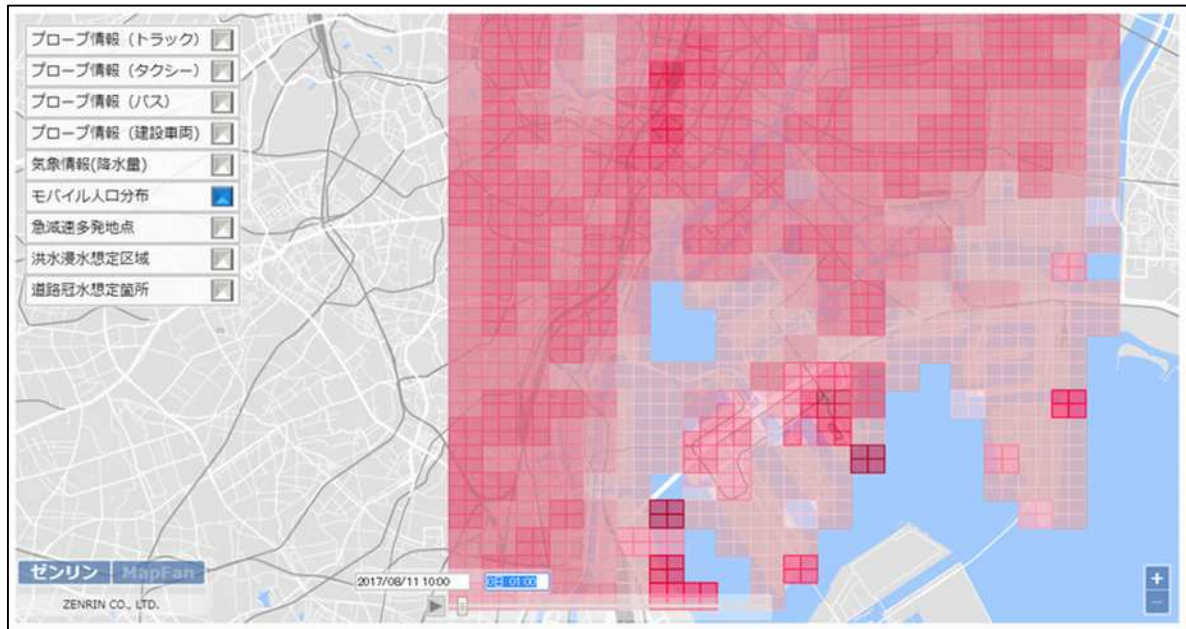 プローブ情報（トラック）
プローブ情報（タクシー）
プローブ情報（バス）
プローブ情報（建設車両）
気象情報(降水量)
モバイル人口分布
急減速多発地点
洪水浸水想定区域
道路冠水想定箇所
ゼンリン MapFan
ZENRIN CO., LTD.
2017/08/11 10:00
0日 01:00
+
−